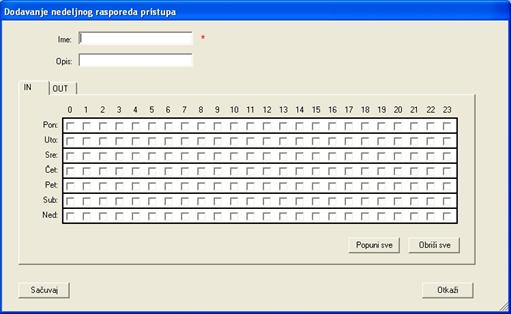 Dodavanje nedeljnog rasporeda pristupa
Ime: *
Opis:
IN OUT
0 1 2 3 4 5 6 7 8 9 10 11 12 13 14 15 16 17 18 19 20 21 22 23
Pon:
Uto:
Sre:
Čet:
Pet:
Sub:
Ned:
Popuni sve Obriši sve
Sačuvaj Otkaži